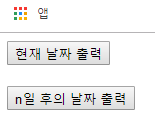 앱
현재 날짜 출력
n일 후의 날짜 출력